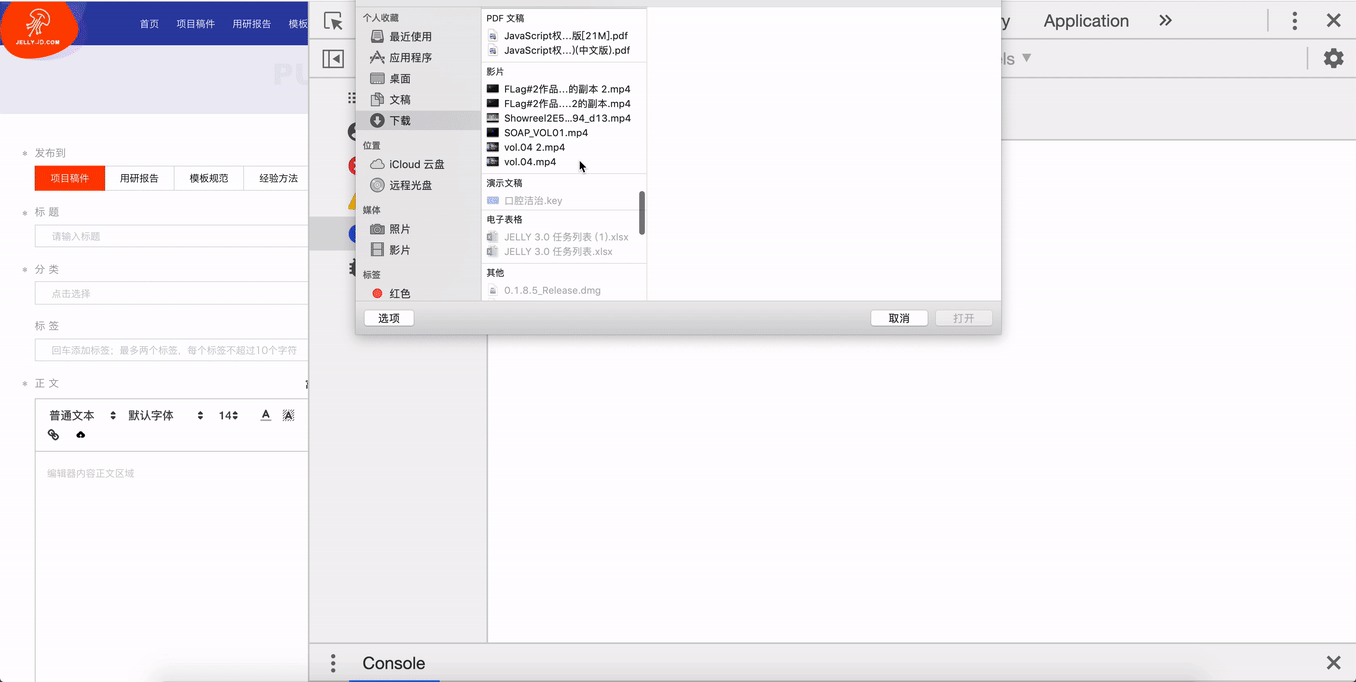 JELLY-JD.COM
首页 项目稿件 用研报告 模板
PU
发布到
项目稿件 用研报告 模板规范 经验方法
标 题
请输入标题
分 类
点击选择
标 签
回车添加标签；最多两个标签，每个标签不超过10个字符
正 文
普通文本 默认字体 14 A A
编辑器内容正文区域
个人收藏
最近使用
应用程序
桌面
文稿
下载
位置
iCloud 云盘
远程光盘
媒体
照片
影片
标签
红色
PDF 文稿
JavaScript权...版[21M].pdf
JavaScript权...)(中文版).pdf
影片
FLag#2作品...的副本 2.mp4
FLag#2作品....2的副本.mp4
Showreel2E5...94_d13.mp4
SOAP_VOL01.mp4
vol.04 2.mp4
vol.04.mp4
演示文稿
口腔洁治.key
电子表格
JELLY 3.0 任务列表 (1).xlsx
JELLY 3.0 任务列表.xlsx
其他
0.1.8.5_Release.dmg
选项
取消
打开
y Application
els
Console